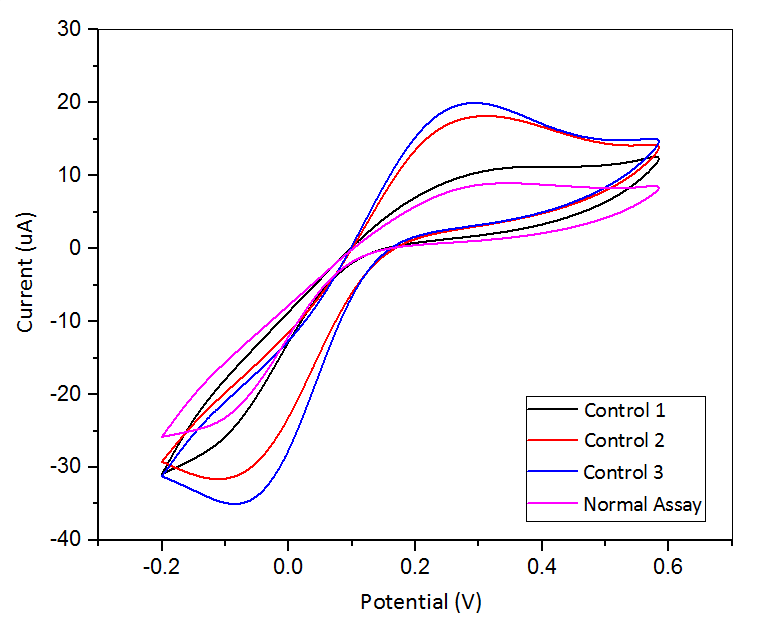 30
20
10
0
-10
-20
-30
-40
Current (uA)
-0.2 0.0 0.2 0.4 0.6
Potential (V)
Control 1
Control 2
Control 3
Normal Assay